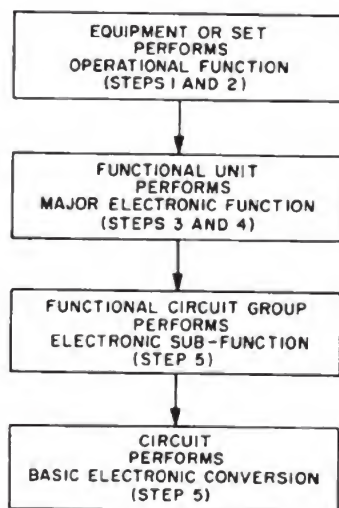 EQUIPMENT OR SET
PERFORMS
OPERATIONAL FUNCTION
(STEPS 1 AND 2)
FUNCTIONAL UNIT
PERFORMS
MAJOR ELECTRONIC FUNCTION
(STEPS 3 AND 4)
FUNCTIONAL CIRCUIT GROUP
PERFORMS
ELECTRONIC SUB-FUNCTION
(STEP 5)
CIRCUIT
PERFORMS
BASIC ELECTRONIC CONVERSION
(STEP 5)